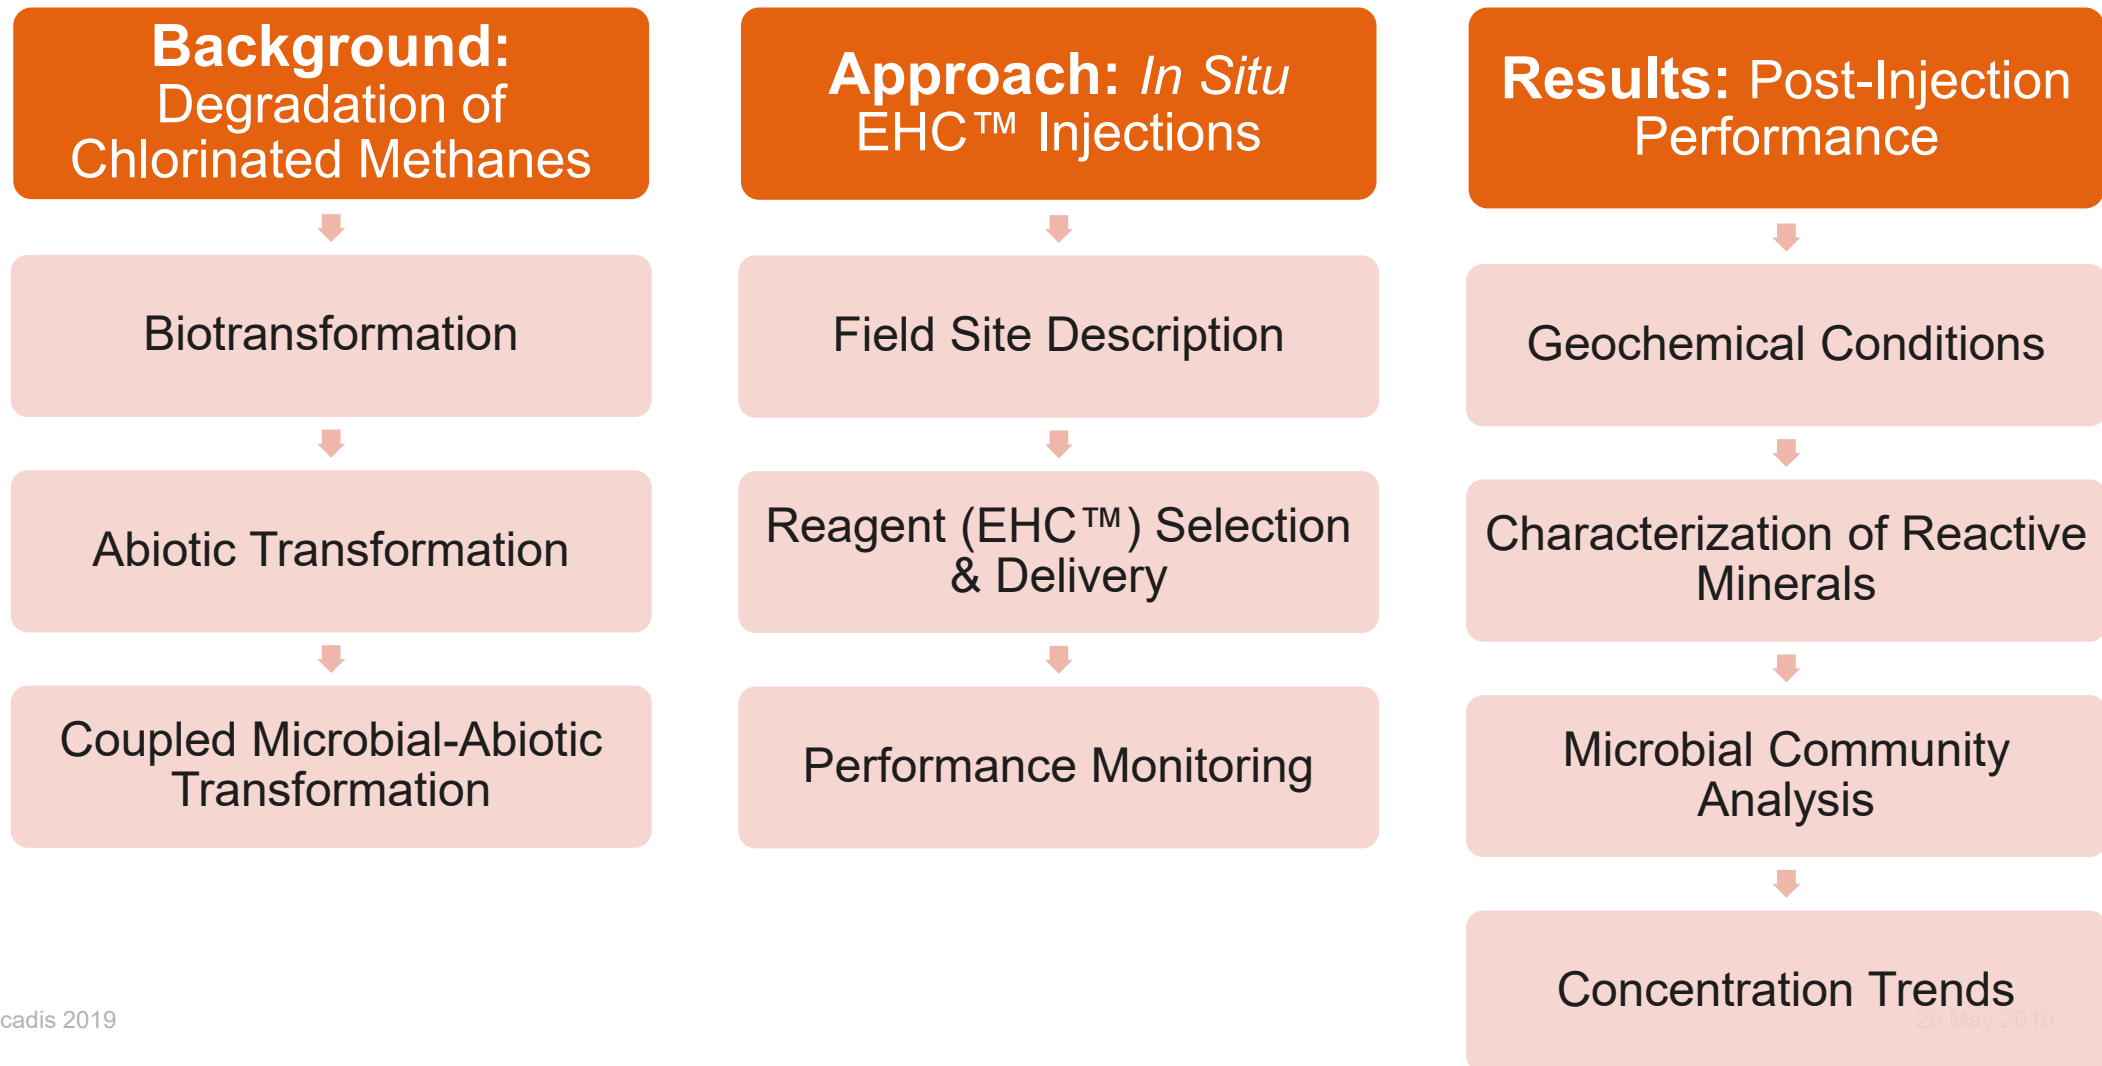 Background:
Degradation of
Chlorinated Methanes
Biotransformation
Abiotic Transformation
Coupled Microbial-Abiotic
Transformation
Approach: In Situ
EHC™ Injections
Field Site Description
Reagent (EHC™) Selection
& Delivery
Performance Monitoring
Results: Post-Injection
Performance
Geochemical Conditions
Characterization of Reactive
Minerals
Microbial Community
Analysis
Concentration Trends
cadis 2019
29 May 2019